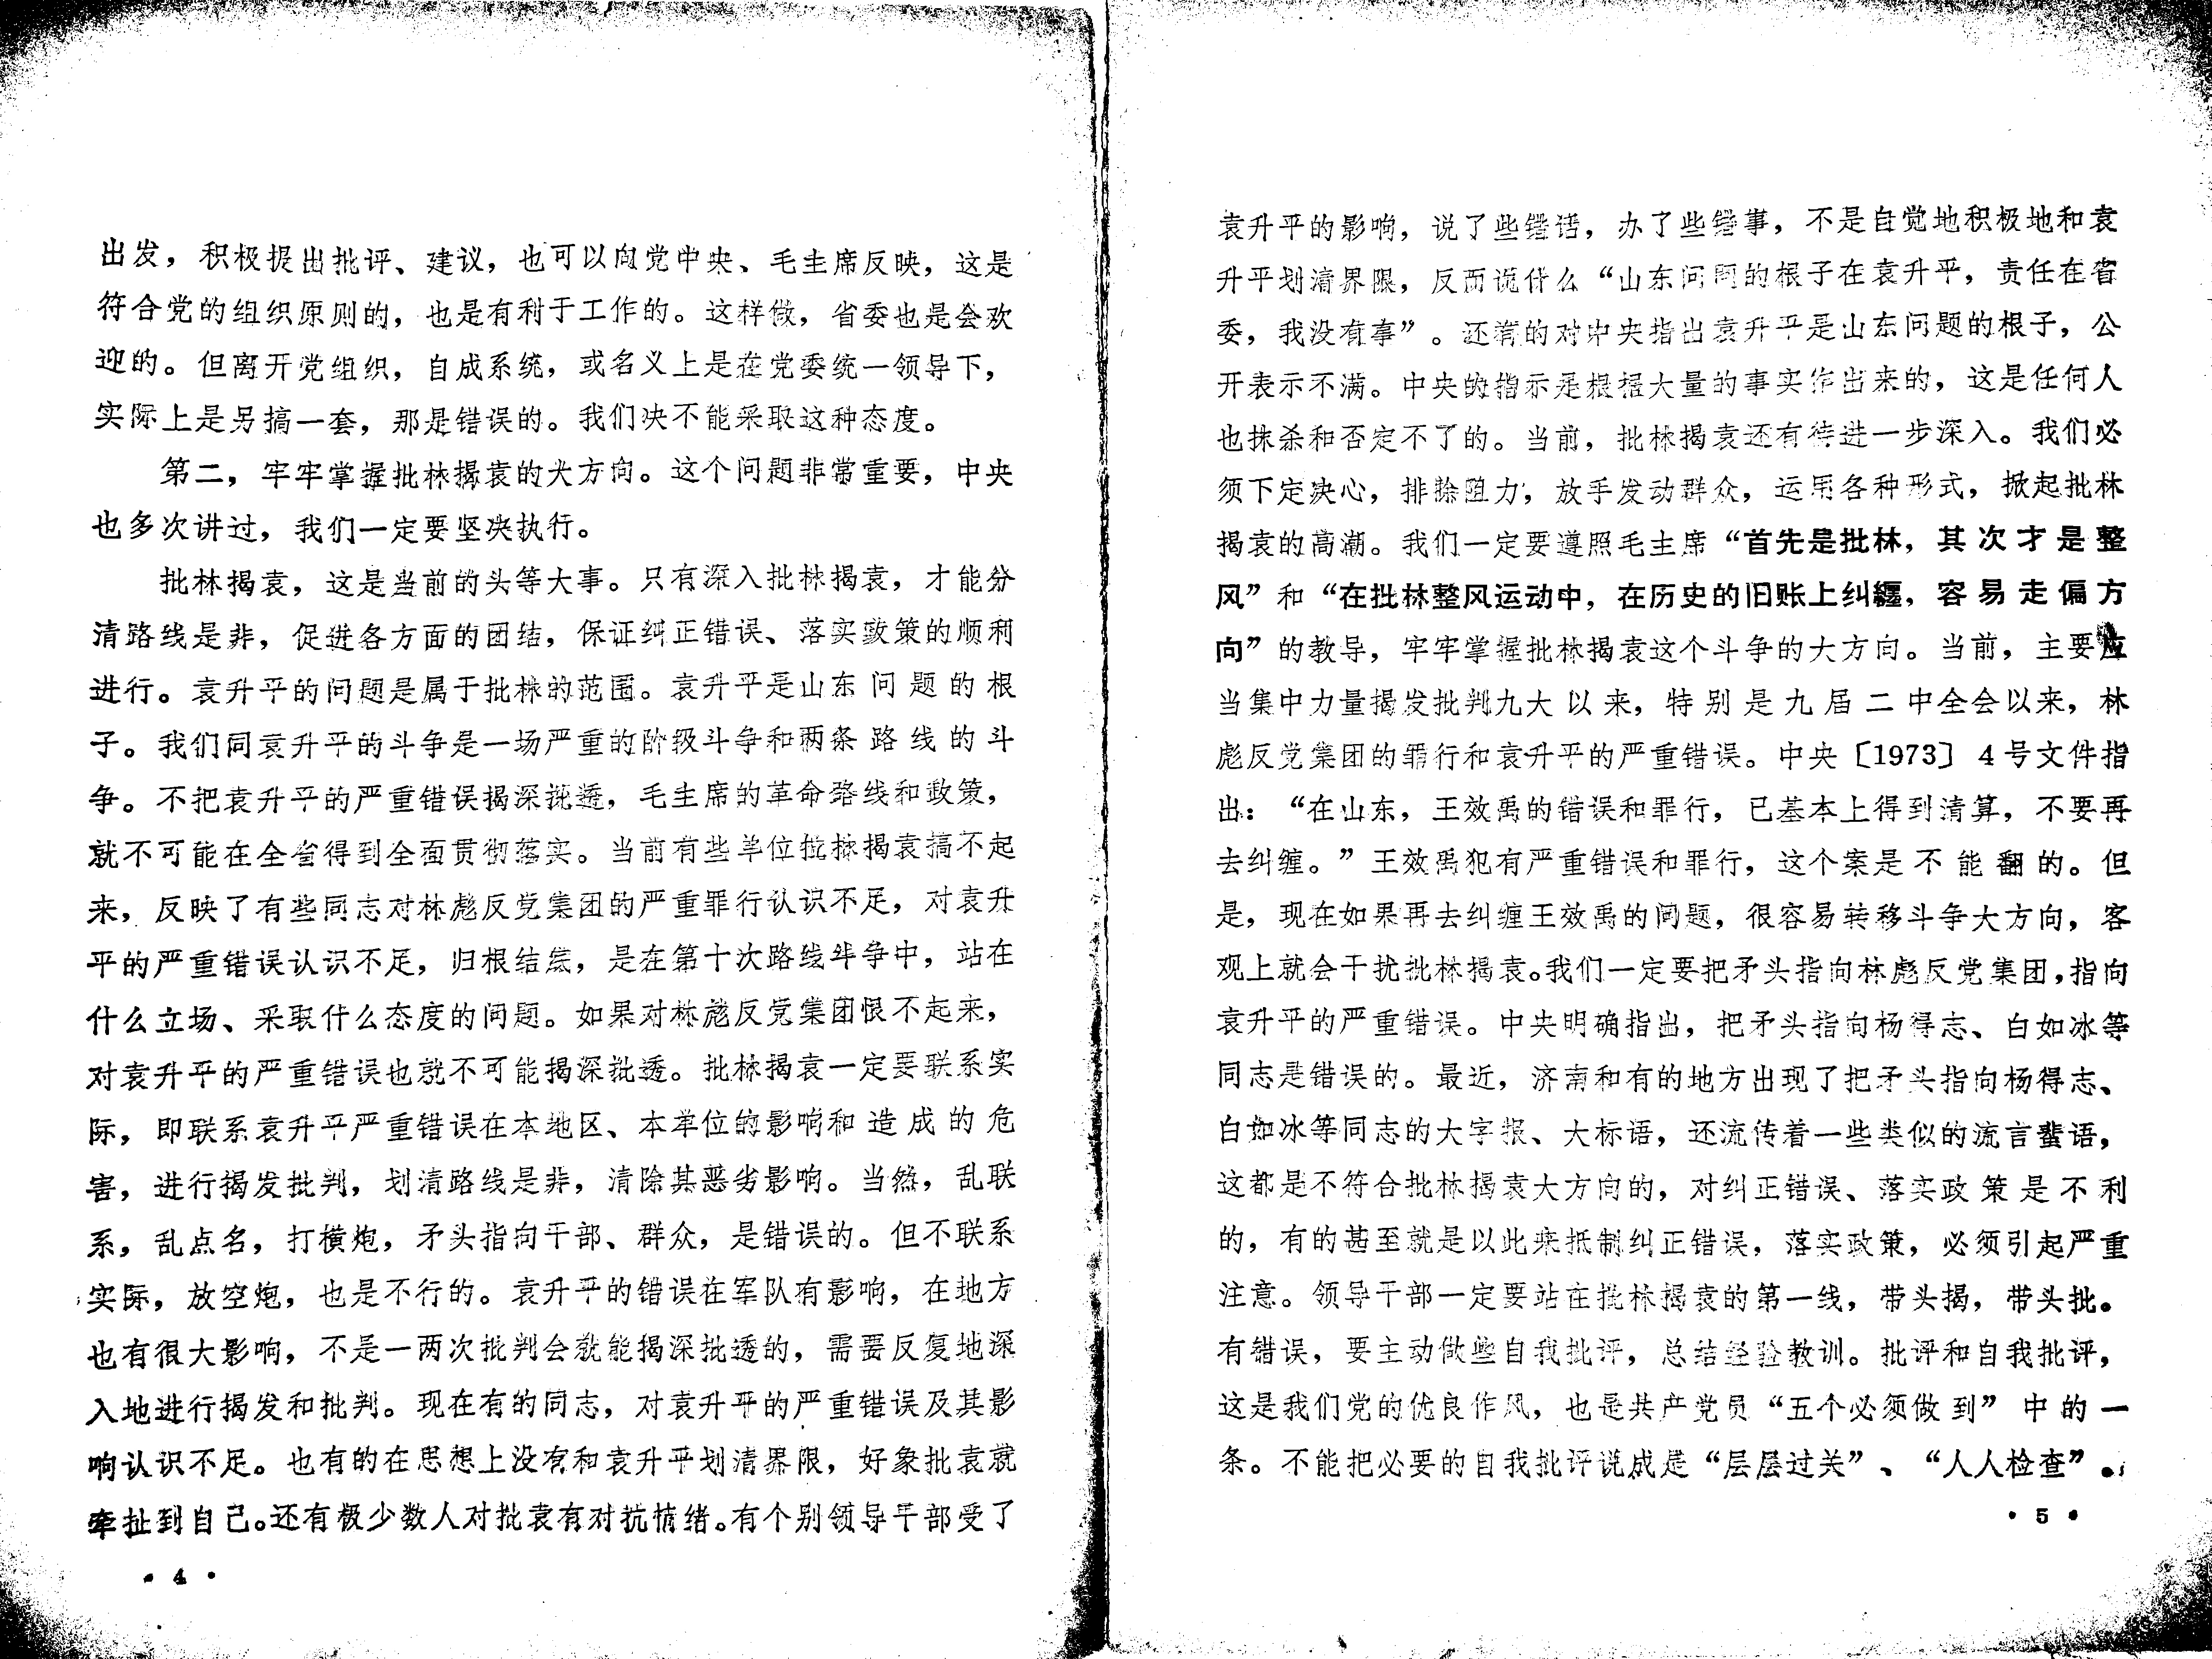 出发，积极提出批评、建议，也可以向党中央、毛主席反映，这是
符合党的组织原则的，也是有利于工作的。这样做，省委也是会欢
迎的。但离开党组织，自成系统，或名义上是在党委统一领导下，
实际上是另搞一套，那是错误的。我们决不能采取这种态度。
第二，牢牢掌握批林揭袁的大方向。这个问题非常重要，中央
也多次讲过，我们一定要坚决执行。
批林揭袁，这是当前的头等大事。只有深入批林揭袁，才能分
清路线是非，促进各方面的团结，保证纠正错误、落实政策的顺利
进行。袁升平的问题是属于批林的范围。袁升平是山东问题的根
子。我们同袁升平的斗争是一场严重的阶级斗争和两条路线的斗
争。不把袁升平的严重错误揭深批透，毛主席的革命路线和政策，
就不可能在全省得到全面贯彻落实。当前有些单位批林揭袁搞不起
来，反映了有些同志对林彪反党集团的严重罪行认识不足，对袁升
平的严重错误认识不足，归根结底，是在第十次路线斗争中，站在
什么立场、采取什么态度的问题。如果对林彪反党集团恨不起来，
对袁升平的严重错误也就不可能揭深批透。批林揭袁一定要联系实
际，即联系袁升平严重错误在本地区、本单位的影响和造成的危
害，进行揭发批判，划清路线是非，清除其恶劣影响。当然，乱联
系，乱点名，打横炮，矛头指向干部、群众，是错误的。但不联系
实际，放空炮，也是不行的。袁升平的错误在军队有影响，在地方
也有很大影响，不是一两次批判会就能揭深批透的，需要反复地深
入地进行揭发和批判。现在有的同志，对袁升平的严重错误及其影
响认识不足。也有的在思想上没有和袁升平划清界限，好象批袁就
牵扯到自己。还有极少数人对批袁有对抗情绪。有个别领导干部受了
• 4 •
袁升平的影响，说了些错话，办了些错事，不是自觉地积极地和袁
升平划清界限，反而说什么“山东问题的根子在袁升平，责任在省
委，我没有事”。还有的对中央指出袁升平是山东问题的根子，公
开表示不满。中央的指示是根据大量的事实作出来的，这是任何人
也抹杀和否定不了的。当前，批林揭袁还有待进一步深入。我们必
须下定决心，排除阻力，放手发动群众，运用各种形式，掀起批林
揭袁的高潮。我们一定要遵照毛主席“首先是批林，其次才是整
风”和“在批林整风运动中，在历史的旧账上纠缠，容易走偏方
向”的教导，牢牢掌握批林揭袁这个斗争的大方向。当前，主要应
当集中力量揭发批判九大以来，特别是九届二中全会以来，林
彪反党集团的罪行和袁升平的严重错误。中央〔1973〕4号文件指
出：“在山东，王效禹的错误和罪行，已基本上得到清算，不要再
去纠缠。”王效禹犯有严重错误和罪行，这个案是不能翻的。但
是，现在如果再去纠缠王效禹的问题，很容易转移斗争大方向，客
观上就会干扰批林揭袁。我们一定要把矛头指向林彪反党集团，指向
袁升平的严重错误。中央明确指出，把矛头指向杨得志、白如冰等
同志是错误的。最近，济南和有的地方出现了把矛头指向杨得志、
白如冰等同志的大字报、大标语，还流传着一些类似的流言蜚语，
这都是不符合批林揭袁大方向的，对纠正错误、落实政策是不利
的，有的甚至就是以此来抵制纠正错误，落实政策，必须引起严重
注意。领导干部一定要站在批林揭袁的第一线，带头揭，带头批。
有错误，要主动做些自我批评，总结经验教训。批评和自我批评，
这是我们党的优良作风，也是共产党员“五个必须做到”中的一
条。不能把必要的自我批评说成是“层层过关”、“人人检查”。
• 5 •